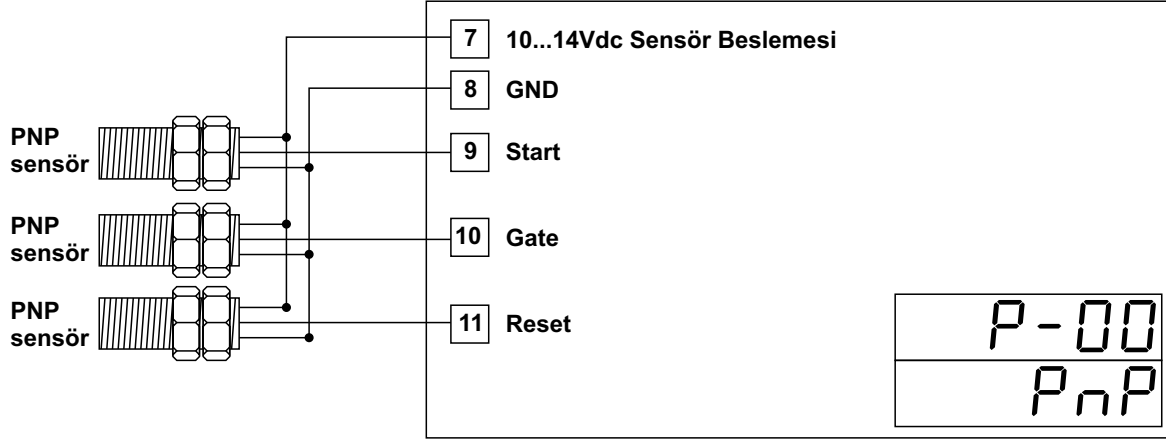 7 10...14Vdc Sensör Beslemesi
8 GND
PNP
sensör
9 Start
PNP
sensör
10 Gate
PNP
sensör
11 Reset
P-00
PnP